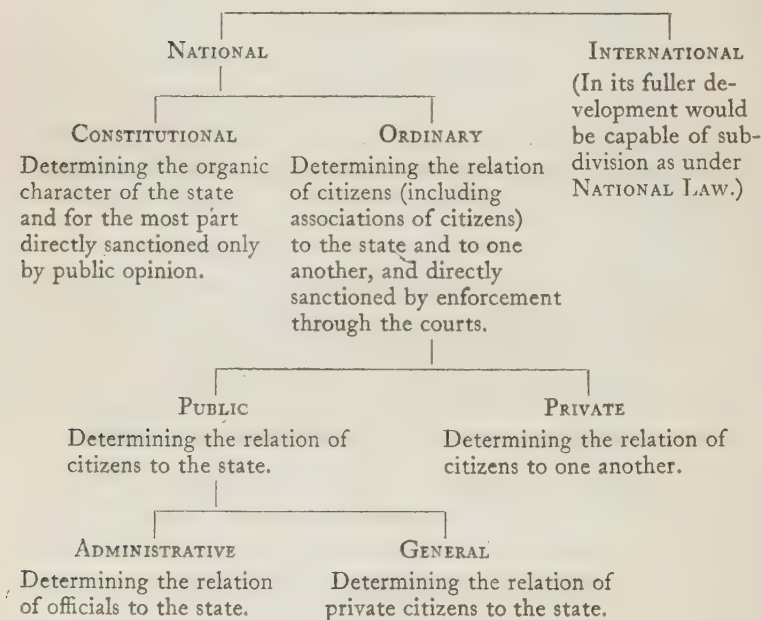 NATIONAL
INTERNATIONAL
(In its fuller de-
velopment would
be capable of sub-
division as under
NATIONAL LAW.)
CONSTITUTIONAL
Determining the organic
character of the state
and for the most part
directly sanctioned only
by public opinion.
ORDINARY
Determining the relation
of citizens (including
associations of citizens)
to the state and to one
another, and directly
sanctioned by enforcement
through the courts.
PUBLIC
Determining the relation of
citizens to the state.
PRIVATE
Determining the relation of
citizens to one another.
ADMINISTRATIVE
Determining the relation
of officials to the state.
GENERAL
Determining the relation of
private citizens to the state.